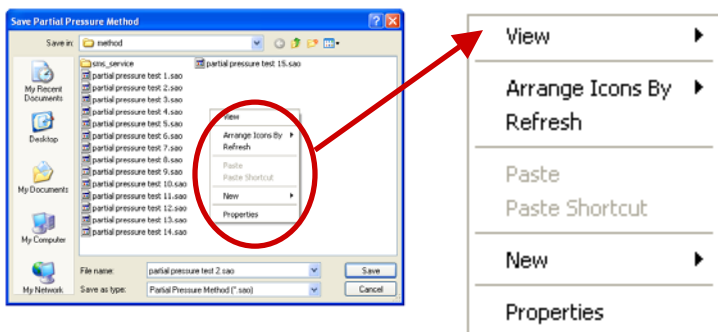 Save Partial Pressure Method
Save in:
method
My Recent
Documents
Desktop
My Documents
My Computer
My Network
sms_service
partial pressure test 1.sao
partial pressure test 2.sao
partial pressure test 3.sao
partial pressure test 4.sao
partial pressure test 5.sao
partial pressure test 6.sao
partial pressure test 7.sao
partial pressure test 8.sao
partial pressure test 9.sao
partial pressure test 10.sao
partial pressure test 11.sao
partial pressure test 12.sao
partial pressure test 13.sao
partial pressure test 14.sao
partial pressure test 15.sao
View
Arrange Icons By
Refresh
Paste
Paste Shortcut
New
Properties
File name:
partial pressure test 2.sao
Save
Save as type:
Partial Pressure Method (*.sao)
Cancel
View
Arrange Icons By
Refresh
Paste
Paste Shortcut
New
Properties